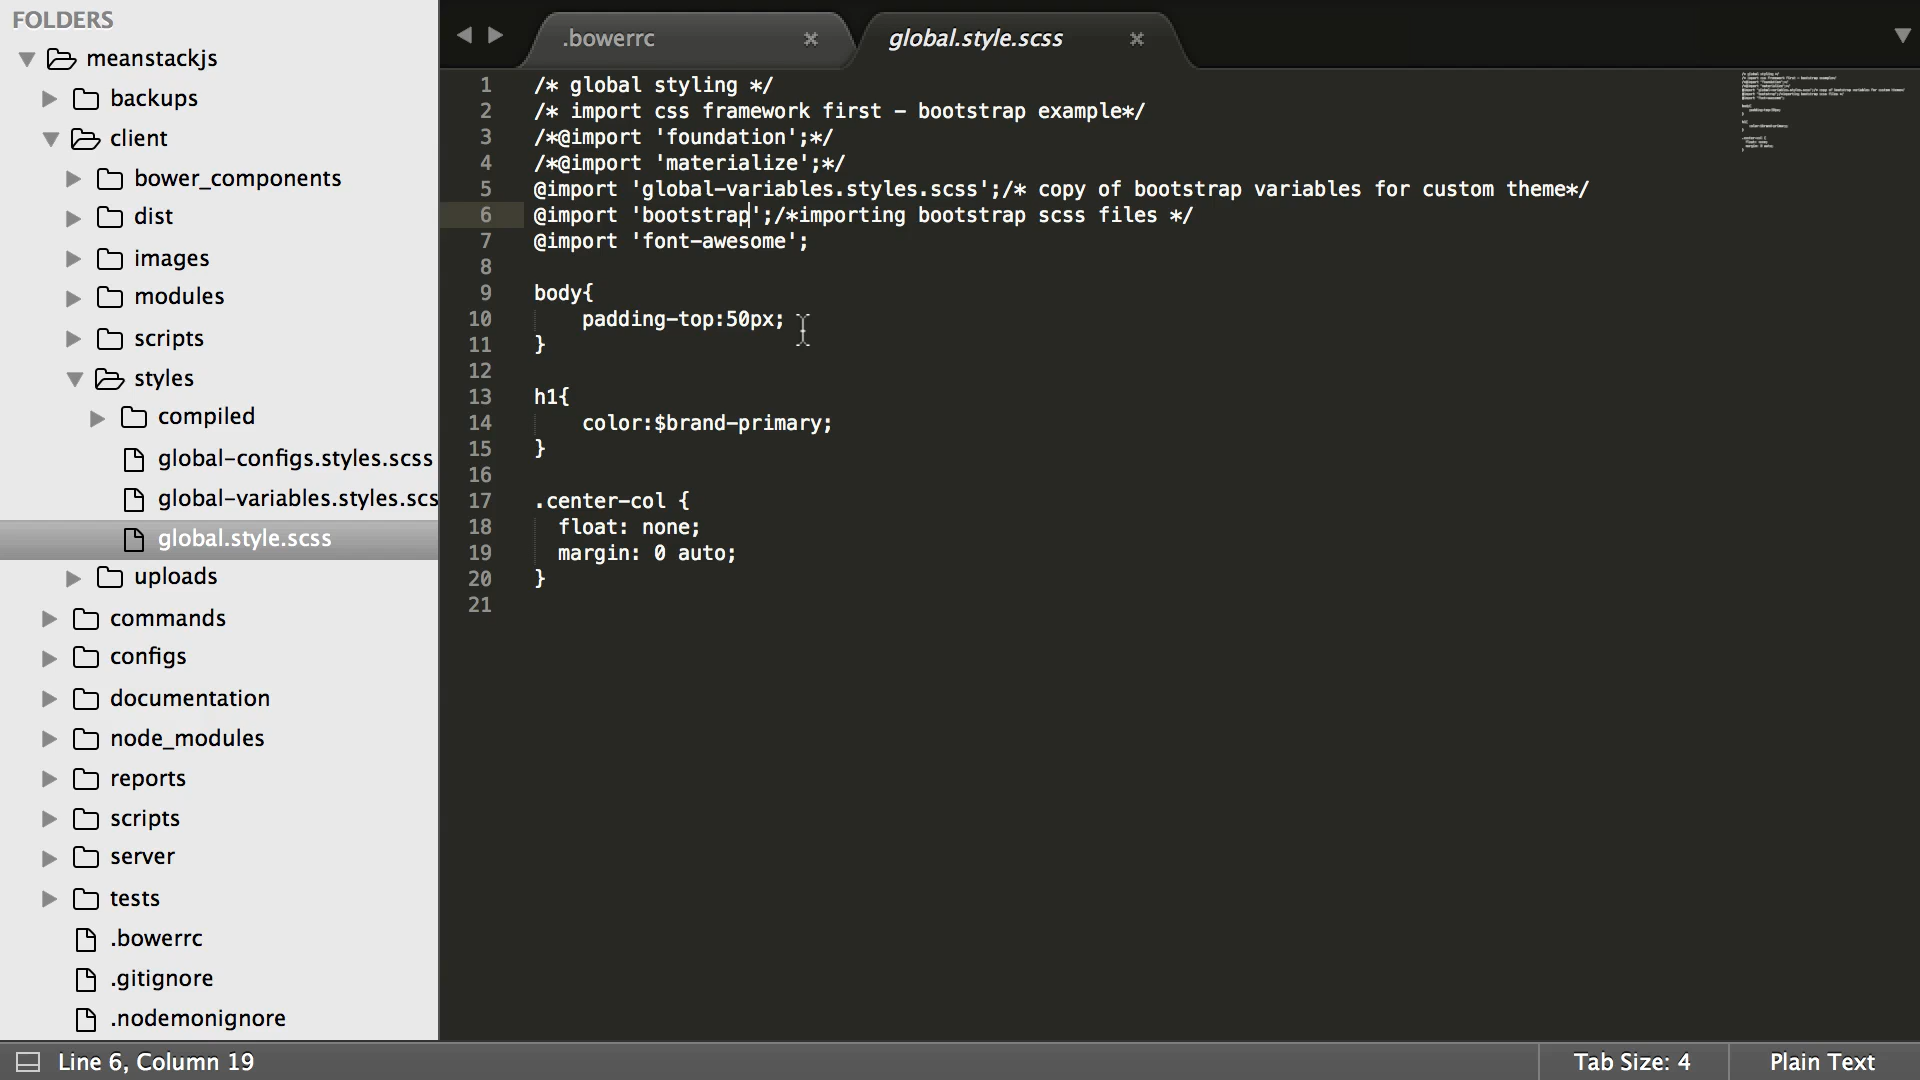 FOLDERS
meanstackjs
backups
client
bower_components
dist
images
modules
scripts
styles
compiled
global-configs.styles.scss
global-variables.styles.scs
global.style.scss
uploads
commands
configs
documentation
node_modules
reports
scripts
server
tests
.bowerrc
.gitignore
.nodemonignore
.bowerrc
global.style.scss
1 /* global styling */
2 /* import css framework first - bootstrap example*/
3 /*@import 'foundation';*/
4 /*@import 'materialize';*/
5 @import 'global-variables.styles.scss';/* copy of bootstrap variables for custom theme*/
6 @import 'bootstrap';/*importing bootstrap scss files */
7 @import 'font-awesome';
8
9 body{
10 padding-top:50px;
11 }
12
13 h1{
14 color:$brand-primary;
15 }
16
17 .center-col {
18 float: none;
19 margin: 0 auto;
20 }
21
Line 6, Column 19
Tab Size: 4
Plain Text